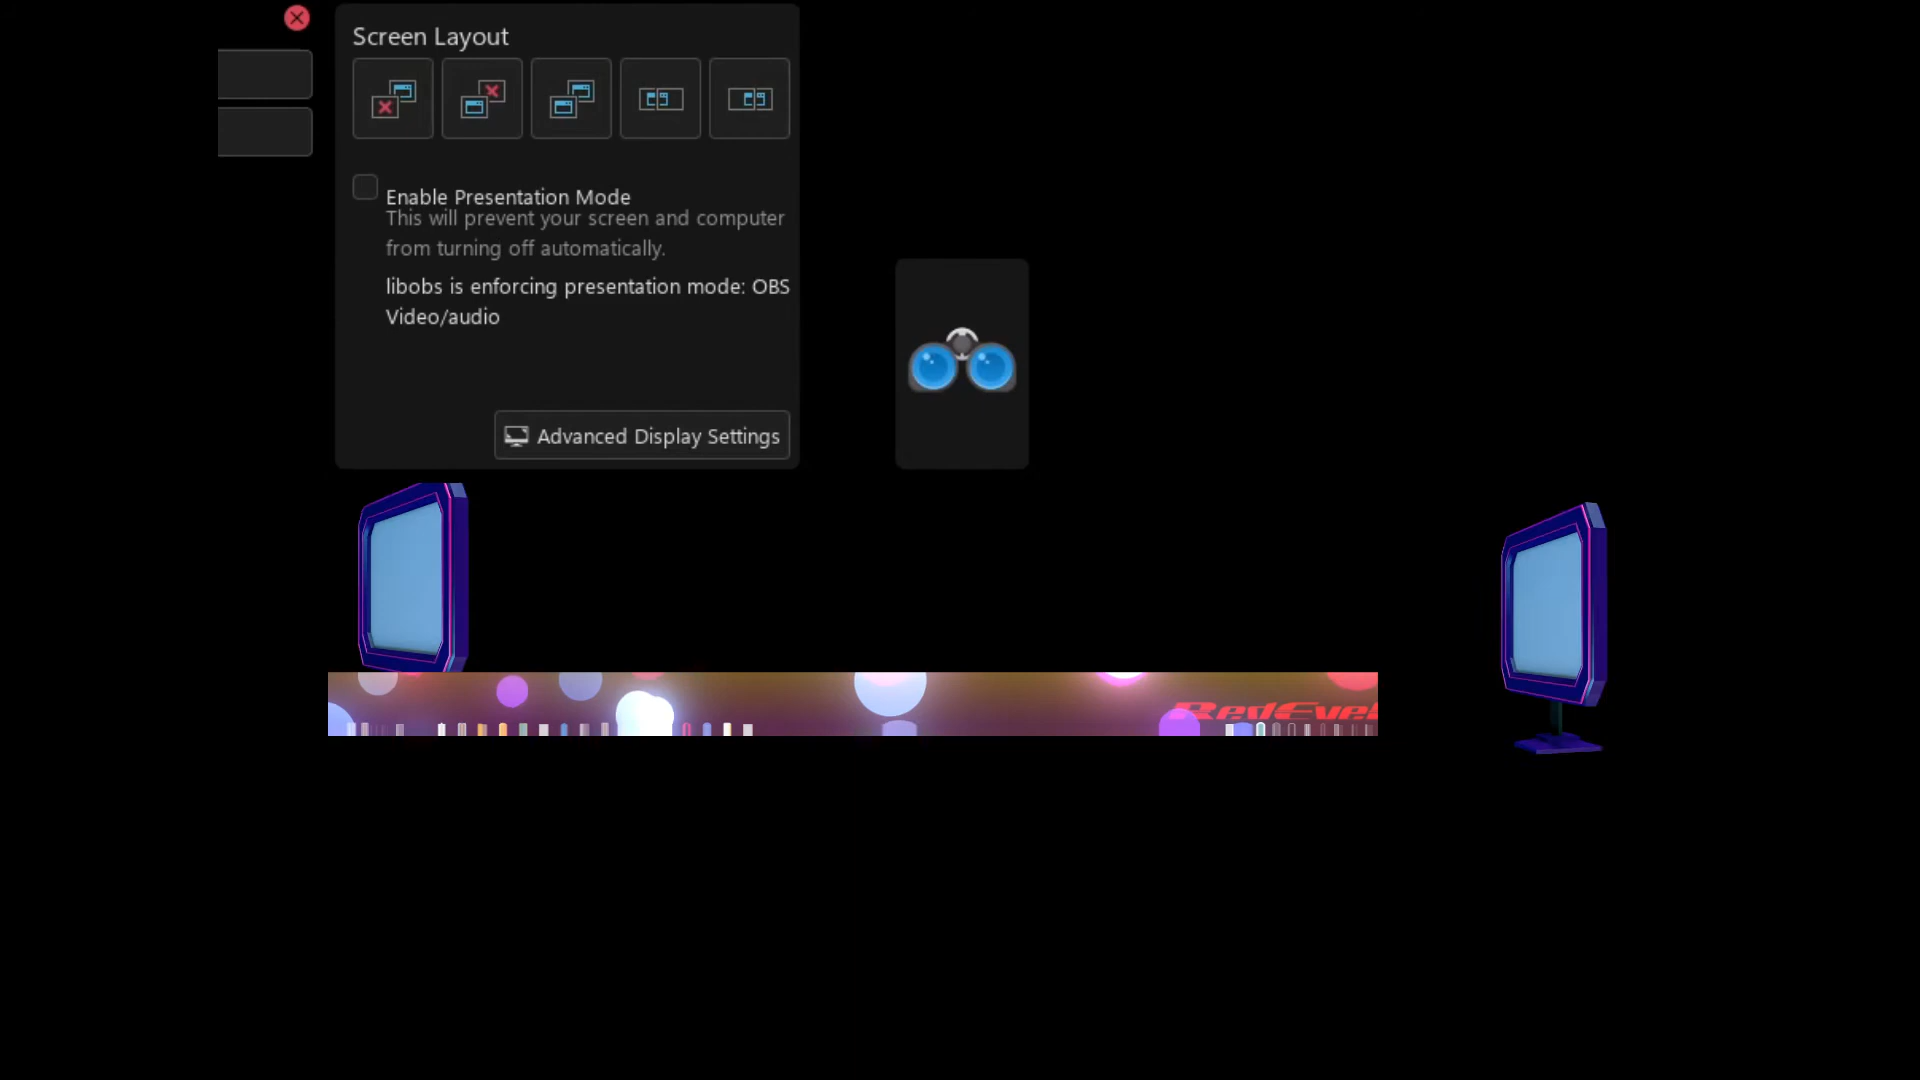 Screen Layout
Enable Presentation Mode
This will prevent your screen and computer
from turning off automatically.
libobs is enforcing presentation mode: OBS
Video/audio
Advanced Display Settings